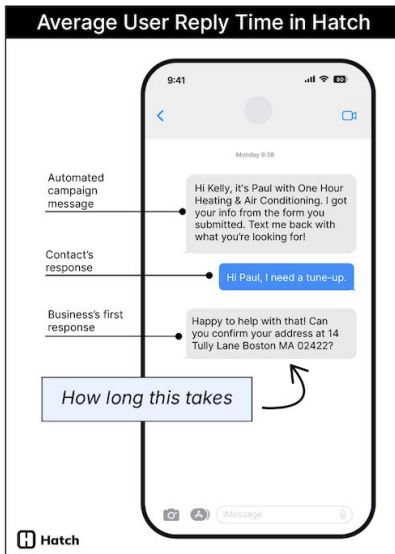 Average User Reply Time in Hatch
9:41
80
Monday 9:38
Automated
campaign
message
Hi Kelly, it's Paul with One Hour
Heating & Air Conditioning. I got
your info from the form you
submitted. Text me back with
what you're looking for!
Contact's
response
Hi Paul, I need a tune-up.
Business's first
response
Happy to help with that! Can
you confirm your address at 14
Tully Lane Boston MA 02422?
How long this takes
iMessage
Hatch